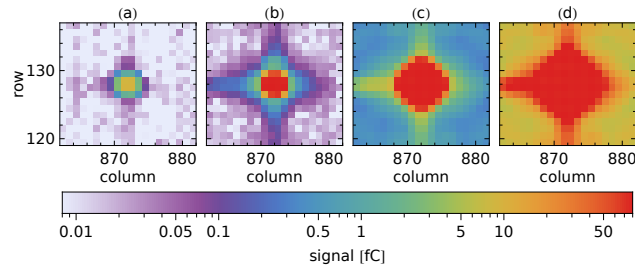 (a) (b) (c) (d)
row
130
120
870 880 870 880 870 880 870 880
column column column column
0.01 0.05 0.1 0.5 1 5 10 50
signal [fC]